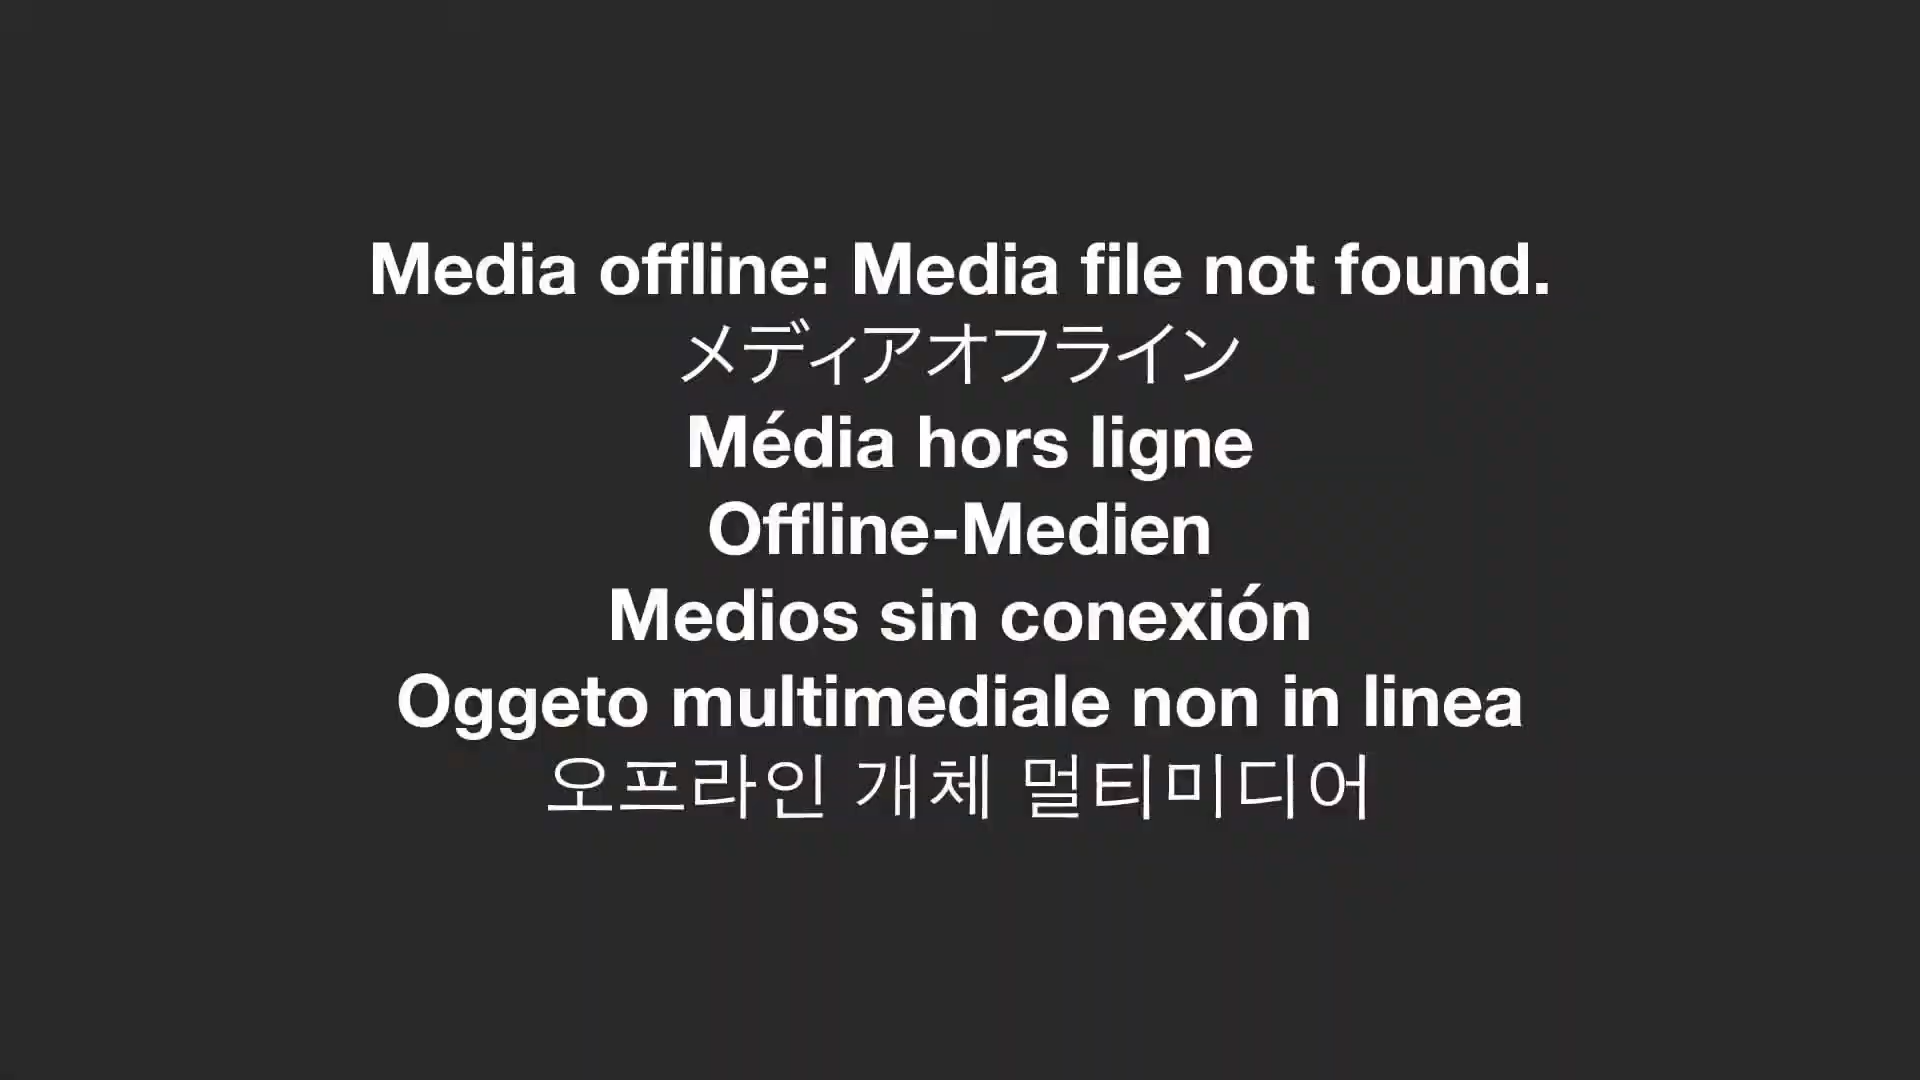 Media offline: Media file not found.
メディアオフライン
Média hors ligne
Offline-Medien
Medios sin conexión
Oggeto multimediale non in linea
오프라인 개체 멀티미디어